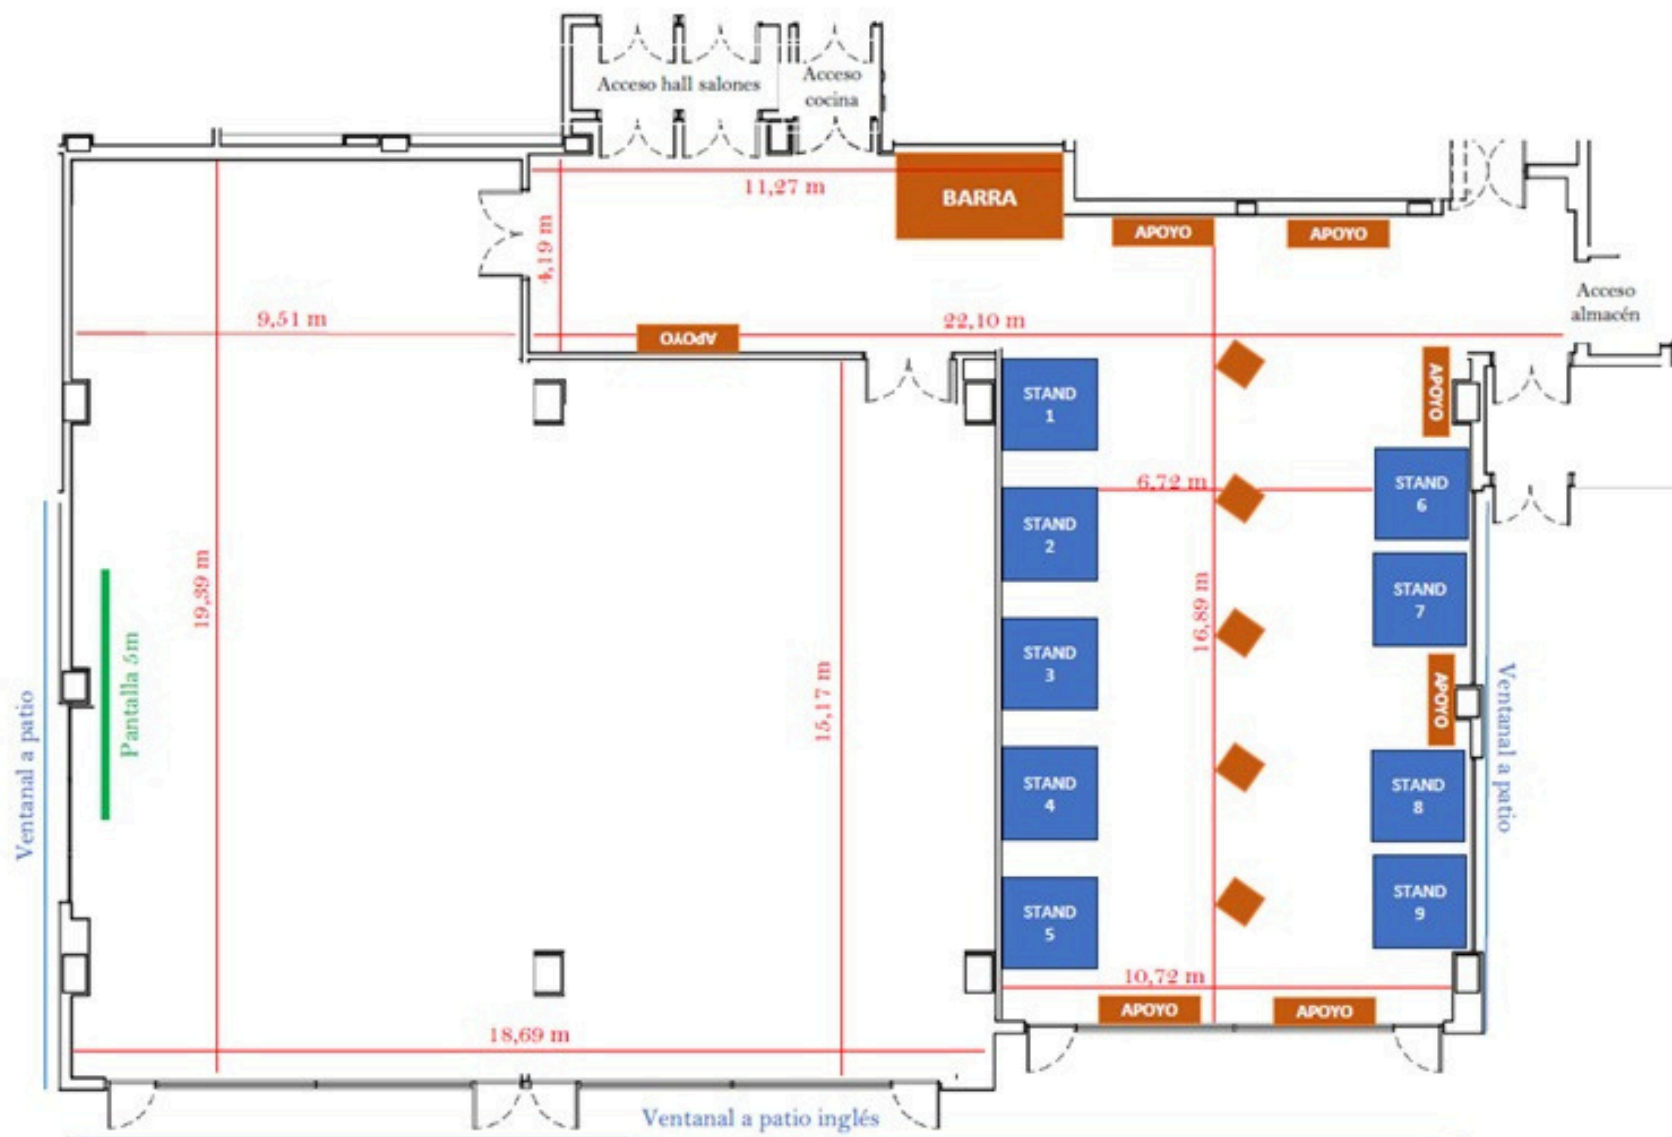 Acceso hall salones
Acceso
cocina
11,27 m
BARRA
4,19 m
APOYO
APOYO
Acceso
almacén
9,51 m
22,10 m
APOYO
STAND
1
APOYO
6,72 m
STAND
6
STAND
2
19,39 m
16,89 m
STAND
7
Pantalla 5m
STAND
3
15,17 m
APOYO
Ventanal a patio
Ventanal a patio
STAND
4
STAND
8
STAND
5
STAND
9
10,72 m
APOYO
APOYO
18,69 m
Ventanal a patio inglés